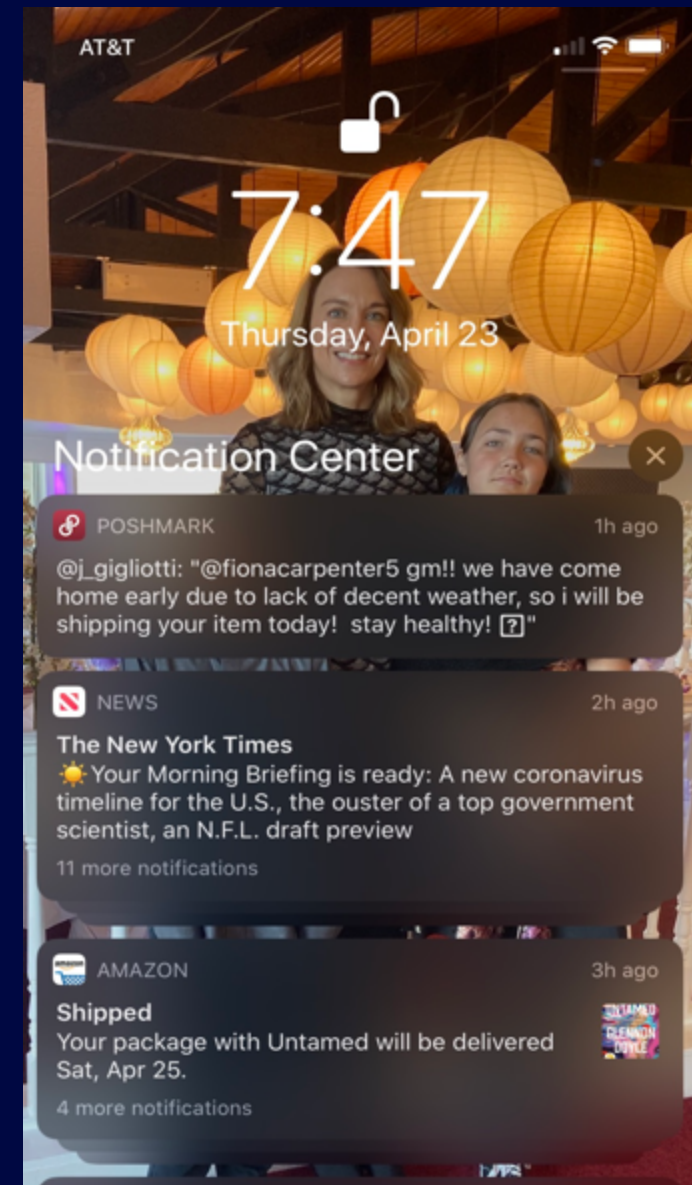 AT&T
7:47
Thursday, April 23
Notification Center
POSHMARK
1h ago
@j_gigliotti: "@fionacarpenter5 gm!! we have come
home early due to lack of decent weather, so i will be
shipping your item today!  stay healthy! ⍰"
NEWS
2h ago
The New York Times
☀️Your Morning Briefing is ready: A new coronavirus
timeline for the U.S., the ouster of a top government
scientist, an N.F.L. draft preview
11 more notifications
amazon
AMAZON
3h ago
Shipped
UNTAMED
GLENNON
DOYLE
Your package with Untamed will be delivered
Sat, Apr 25.
4 more notifications